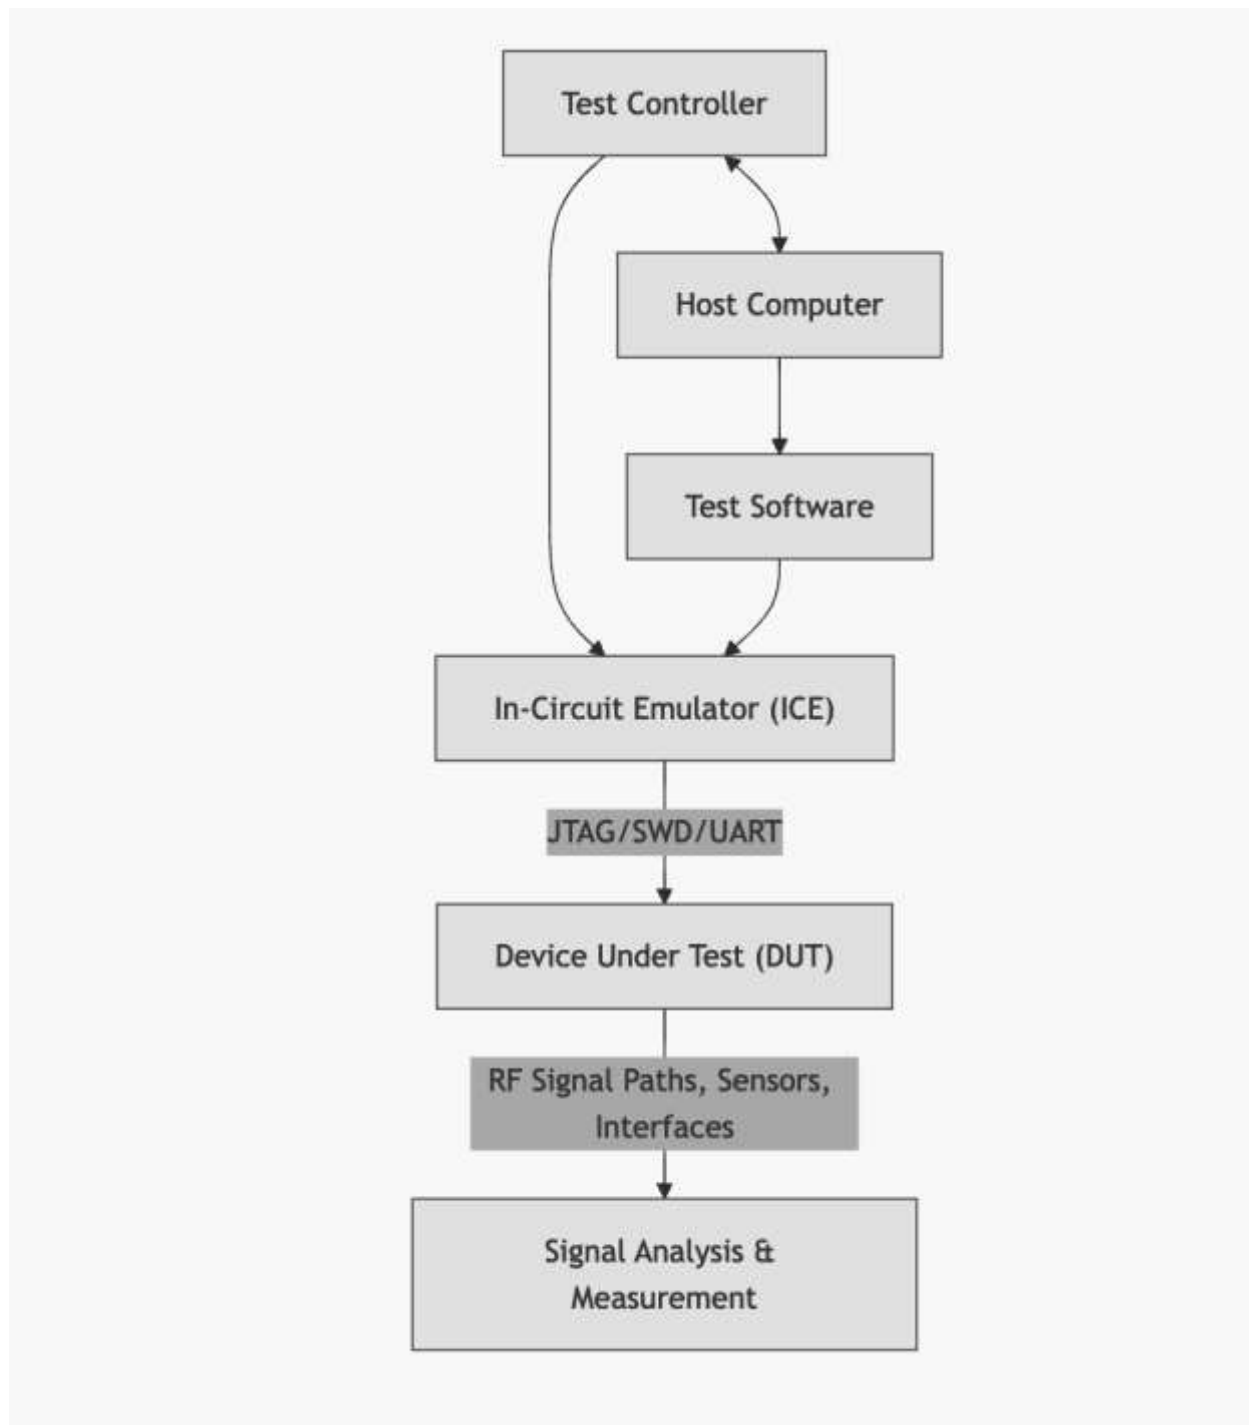 Test Controller
Host Computer
Test Software
In-Circuit Emulator (ICE)
JTAG/SWD/UART
Device Under Test (DUT)
RF Signal Paths, Sensors,
Interfaces
Signal Analysis &
Measurement